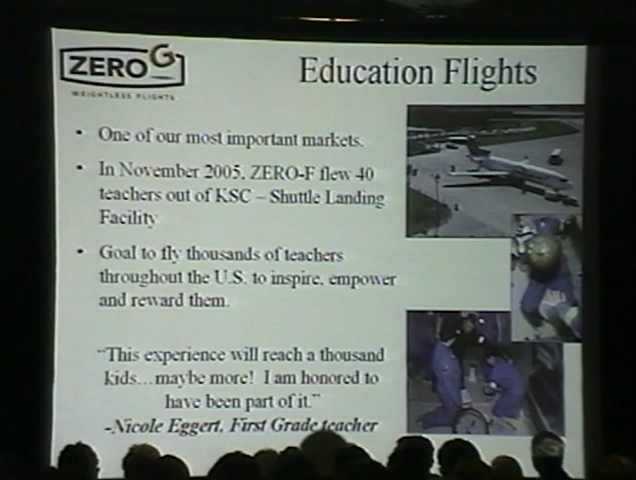 ZERO G
WEIGHTLESS FLIGHTS
Education Flights
• One of our most important markets.
• In November 2005, ZERO-F flew 40
teachers out of KSC – Shuttle Landing
Facility
• Goal to fly thousands of teachers
throughout the U.S. to inspire, empower
and reward them.
“This experience will reach a thousand
kids…maybe more! I am honored to
have been part of it.”
-Nicole Eggert, First Grade teacher